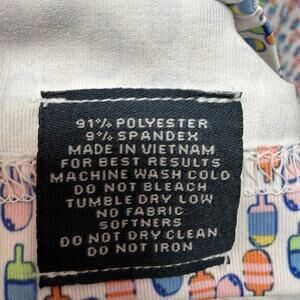 91% POLYESTER
9% SPANDEX
MADE IN VIETNAM
FOR BEST RESULTS
MACHINE WASH COLD
DO NOT BLEACH
TUMBLE DRY LOW
NO FABRIC
SOFTNERS
DO NOT DRY CLEAN
DO NOT IRON